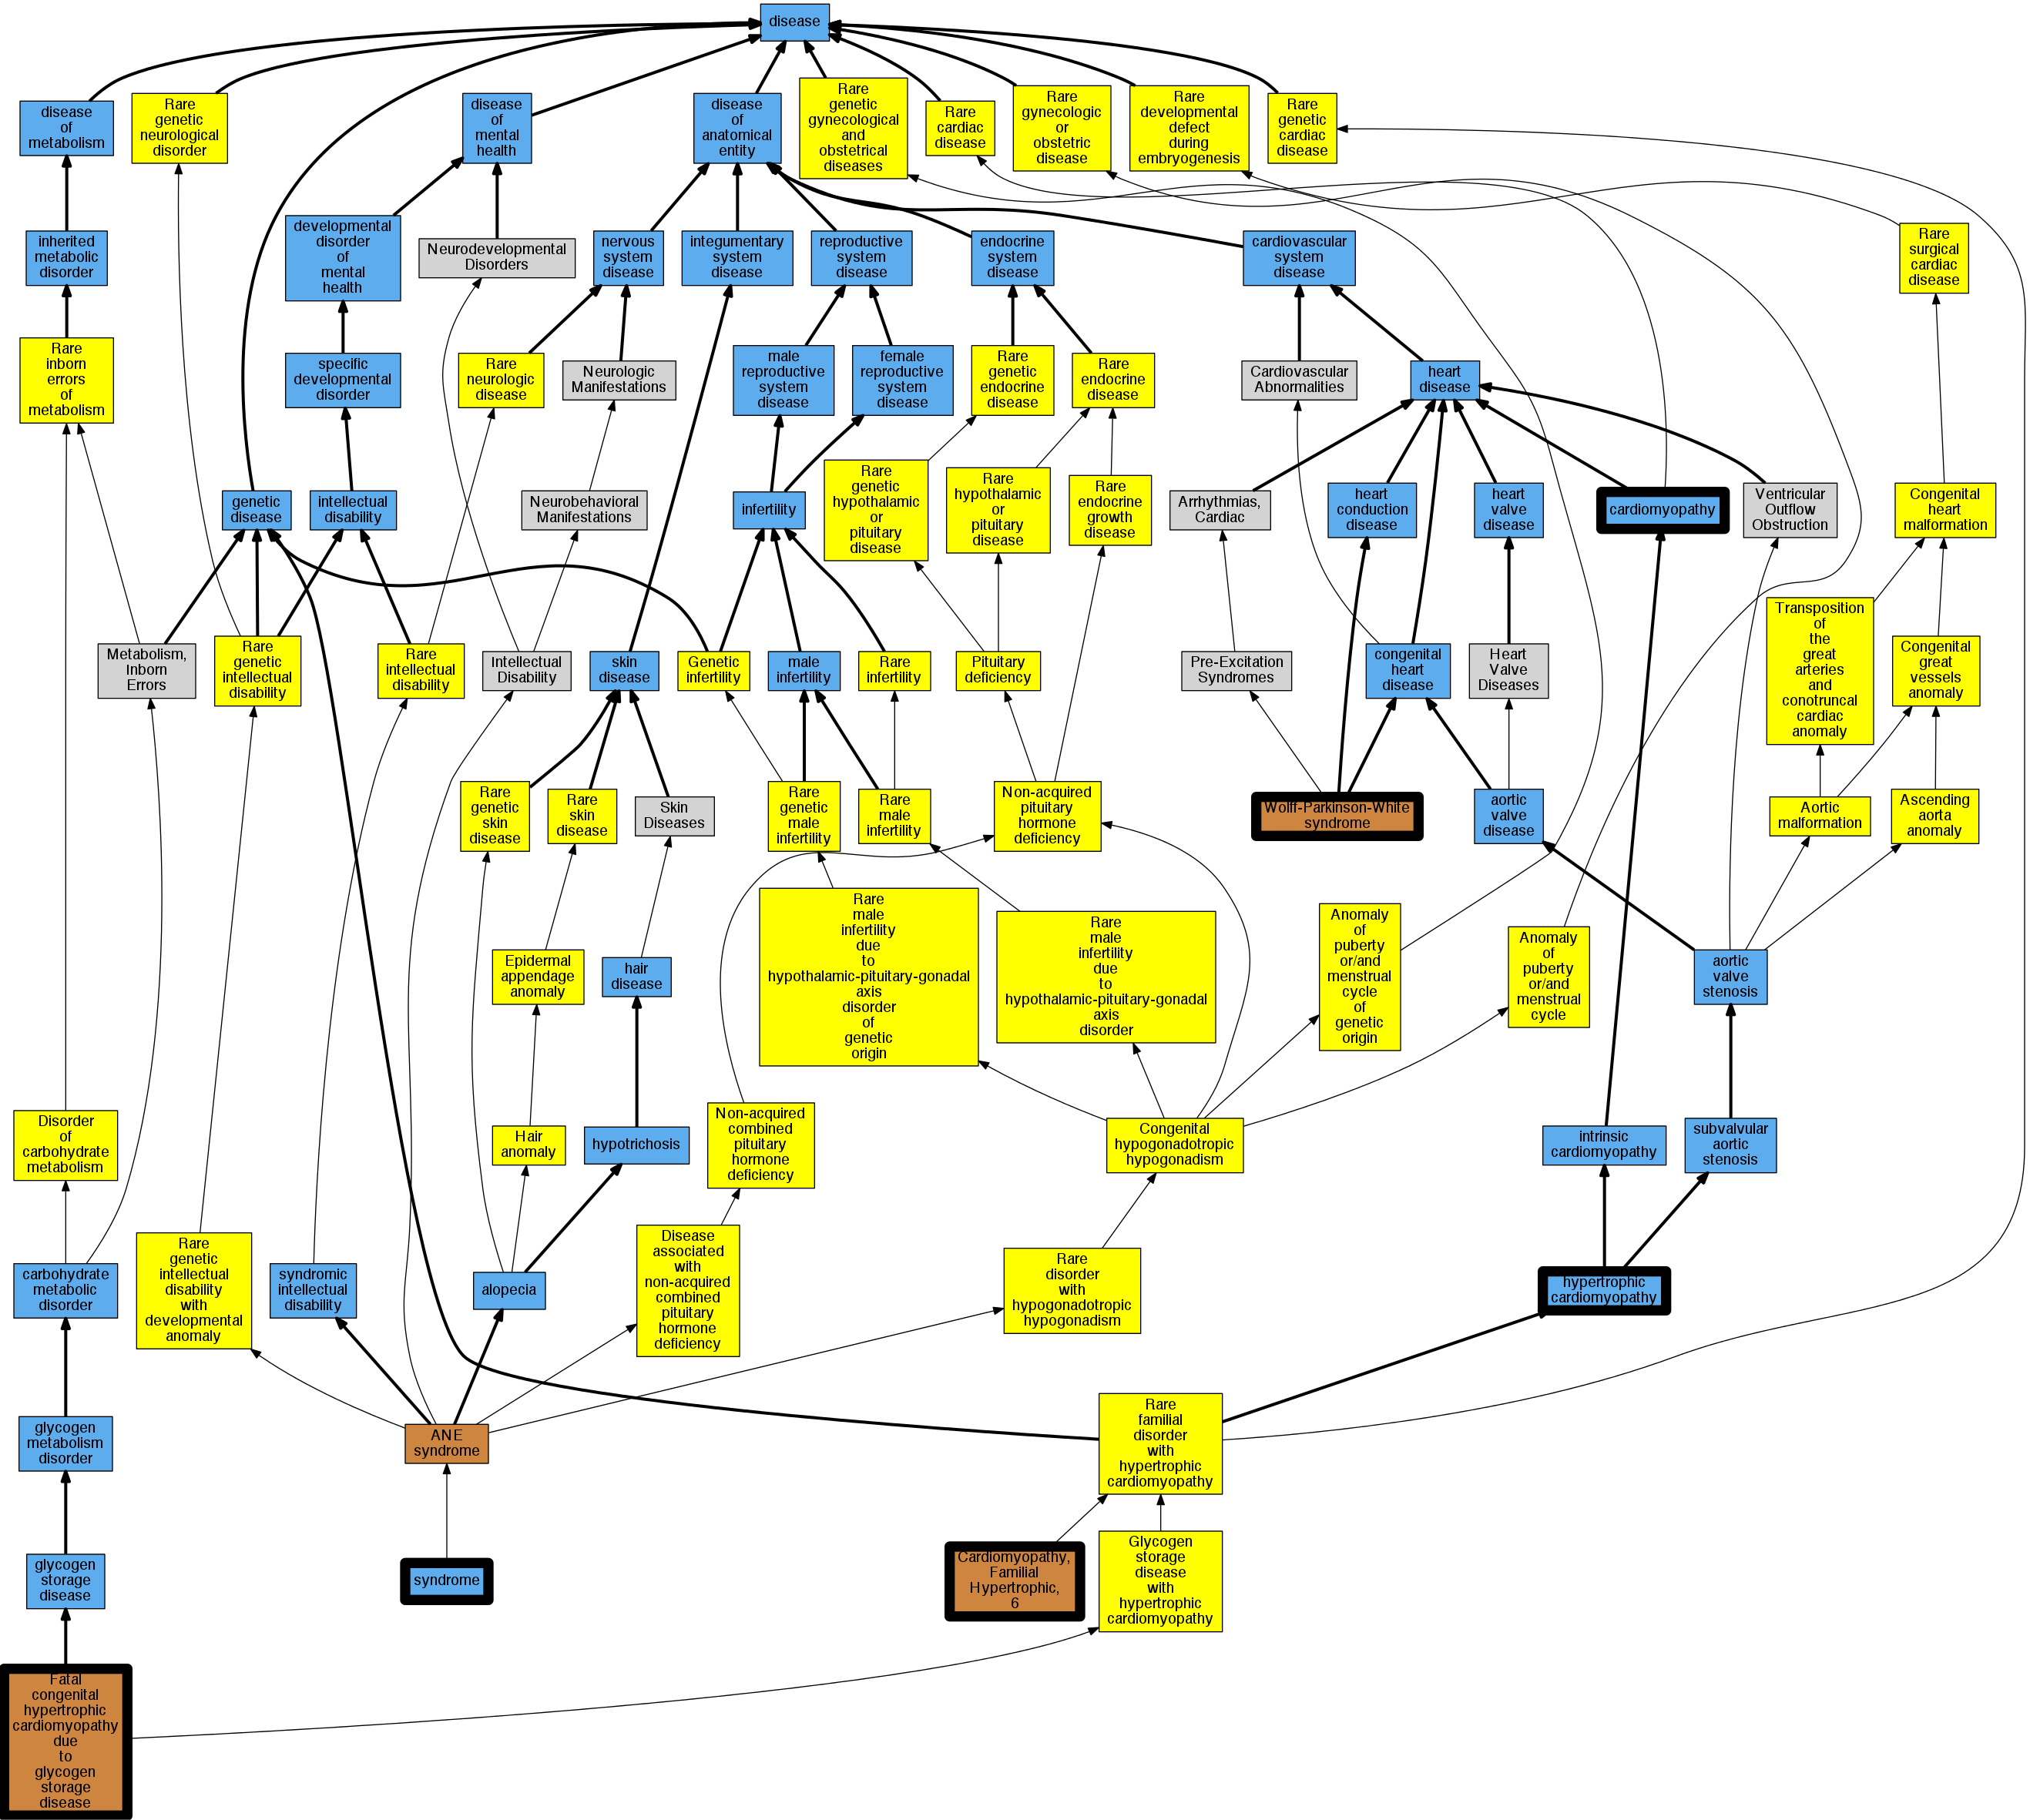 disease
disease
of
metabolism
Rare
genetic
neurological
disorder
disease
of
mental
health
disease
of
anatomical
entity
Rare
genetic
gynecological
and
obstetrical
diseases
Rare
cardiac
disease
Rare
gynecologic
or
obstetric
disease
Rare
developmental
defect
during
embryogenesis
Rare
genetic
cardiac
disease
inherited
metabolic
disorder
developmental
disorder
of
mental
health
Neurodevelopmental
Disorders
nervous
system
disease
integumentary
system
disease
reproductive
system
disease
endocrine
system
disease
cardiovascular
system
disease
Rare
surgical
cardiac
disease
Rare
inborn
errors
of
metabolism
specific
developmental
disorder
Rare
neurologic
disease
Neurologic
Manifestations
male
reproductive
system
disease
female
reproductive
system
disease
Rare
genetic
endocrine
disease
Rare
endocrine
disease
Cardiovascular
Abnormalities
heart
disease
genetic
disease
intellectual
disability
Neurobehavioral
Manifestations
infertility
Rare
genetic
hypothalamic
or
pituitary
disease
Rare
hypothalamic
or
pituitary
disease
Rare
endocrine
growth
disease
Arrhythmias,
Cardiac
heart
conduction
disease
heart
valve
disease
cardiomyopathy
Ventricular
Outflow
Obstruction
Congenital
heart
malformation
Metabolism,
Inborn
Errors
Rare
genetic
intellectual
disability
Rare
intellectual
disability
Intellectual
Disability
skin
disease
Genetic
infertility
male
infertility
Rare
infertility
Pituitary
deficiency
Pre-Excitation
Syndromes
congenital
heart
disease
Heart
Valve
Diseases
Transposition
of
the
great
arteries
and
conotruncal
cardiac
anomaly
Congenital
great
vessels
anomaly
Rare
genetic
skin
disease
Rare
skin
disease
Skin
Diseases
Rare
genetic
male
infertility
Rare
male
infertility
Non-acquired
pituitary
hormone
deficiency
Wolff-Parkinson-White
syndrome
aortic
valve
disease
Aortic
malformation
Ascending
aorta
anomaly
Epidermal
appendage
anomaly
hair
disease
Rare
male
infertility
due
to
hypothalamic-pituitary-gonadal
axis
disorder
of
genetic
origin
Rare
male
infertility
due
to
hypothalamic-pituitary-gonadal
axis
disorder
Anomaly
of
puberty
or/and
menstrual
cycle
of
genetic
origin
Anomaly
of
puberty
or/and
menstrual
cycle
aortic
valve
stenosis
Disorder
of
carbohydrate
metabolism
Hair
anomaly
hypotrichosis
Non-acquired
combined
pituitary
hormone
deficiency
Congenital
hypogonadotropic
hypogonadism
intrinsic
cardiomyopathy
subvalvular
aortic
stenosis
carbohydrate
metabolic
disorder
Rare
genetic
intellectual
disability
with
developmental
anomaly
syndromic
intellectual
disability
alopecia
Disease
associated
with
non-acquired
combined
pituitary
hormone
deficiency
Rare
disorder
with
hypogonadotropic
hypogonadism
hypertrophic
cardiomyopathy
glycogen
metabolism
disorder
ANE
syndrome
Rare
familial
disorder
with
hypertrophic
cardiomyopathy
glycogen
storage
disease
syndrome
Cardiomyopathy,
Familial
Hypertrophic,
6
Glycogen
storage
disease
with
hypertrophic
cardiomyopathy
Fatal
congenital
hypertrophic
cardiomyopathy
due
to
glycogen
storage
disease